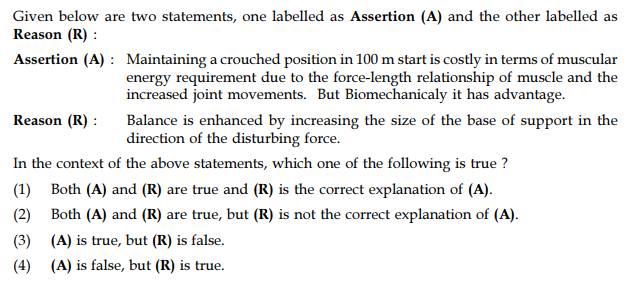 Given below are two statements, one labelled as Assertion (A) and the other labelled as
Reason (R) :
Assertion (A) : Maintaining a crouched position in 100 m start is costly in terms of muscular
energy requirement due to the force-length relationship of muscle and the
increased joint movements. But Biomechanicaly it has advantage.
Reason (R) : Balance is enhanced by increasing the size of the base of support in the
direction of the disturbing force.
In the context of the above statements, which one of the following is true ?
(1) Both (A) and (R) are true and (R) is the correct explanation of (A).
(2) Both (A) and (R) are true, but (R) is not the correct explanation of (A).
(3) (A) is true, but (R) is false.
(4) (A) is false, but (R) is true.